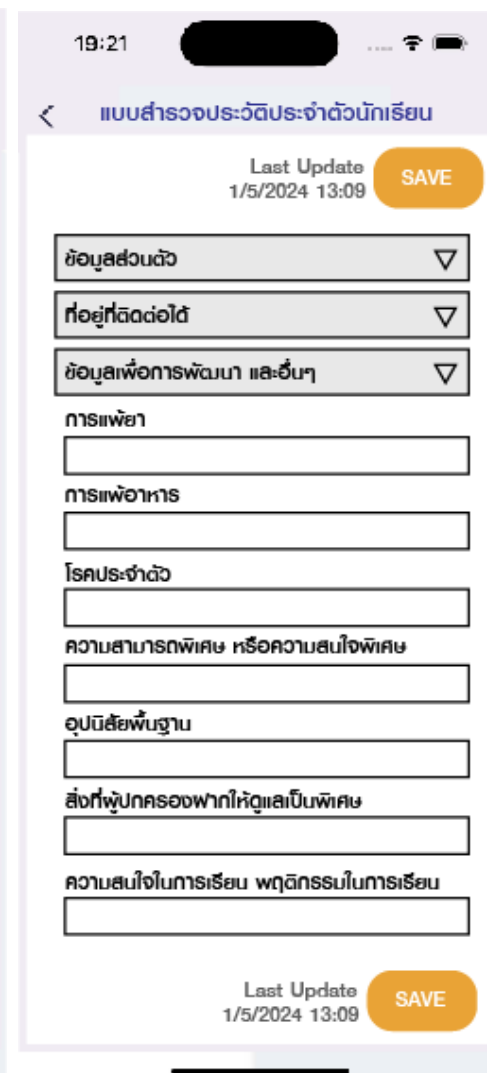 19:21
แบบสำรวจประวัติประจำตัวนักเรียน
Last Update
1/5/2024 13:09
SAVE
ข้อมูลส่วนตัว
ที่อยู่ที่ติดต่อได้
ข้อมูลเพื่อการพัฒนา และอื่นๆ
การแพ้ยา
การแพ้อาหาร
โรคประจำตัว
ความสามารถพิเศษ หรือความสนใจพิเศษ
อุปนิสัยพื้นฐาน
สิ่งที่ผู้ปกครองฟากให้ดูแลเป็นพิเศษ
ความสนใจในการเรียน พฤติกรรมในการเรียน
Last Update
1/5/2024 13:09
SAVE